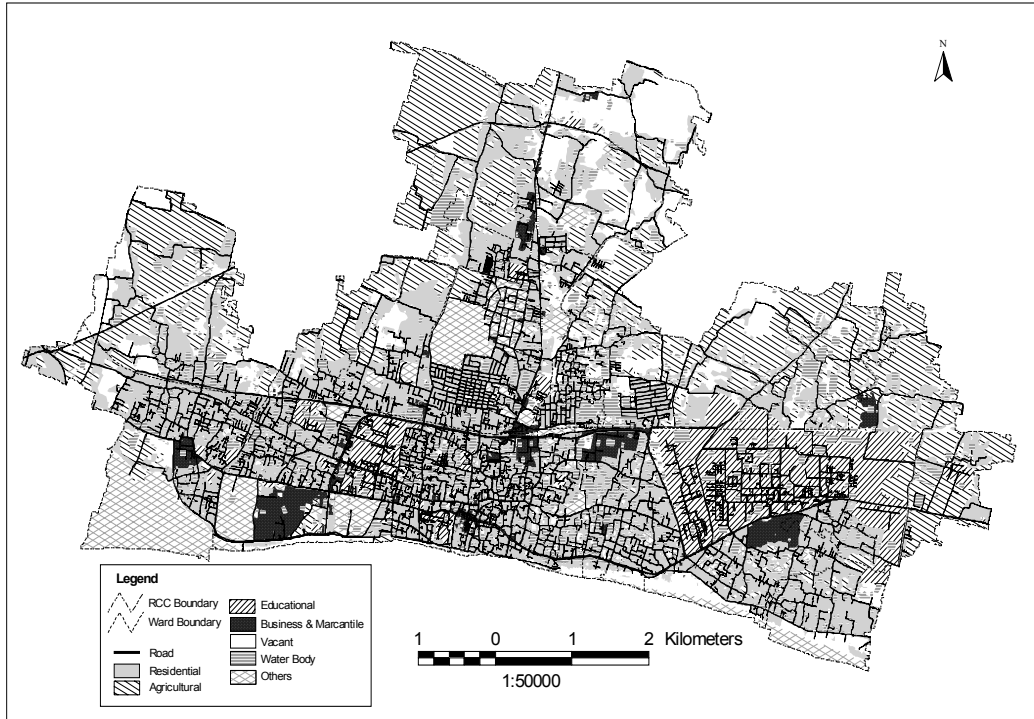 N
Legend
RCC Boundary
Ward Boundary
Road
Residential
Agricultural
Educational
Business & Marcantile
Vacant
Water Body
Others
1 0 1 2 Kilometers
1:50000